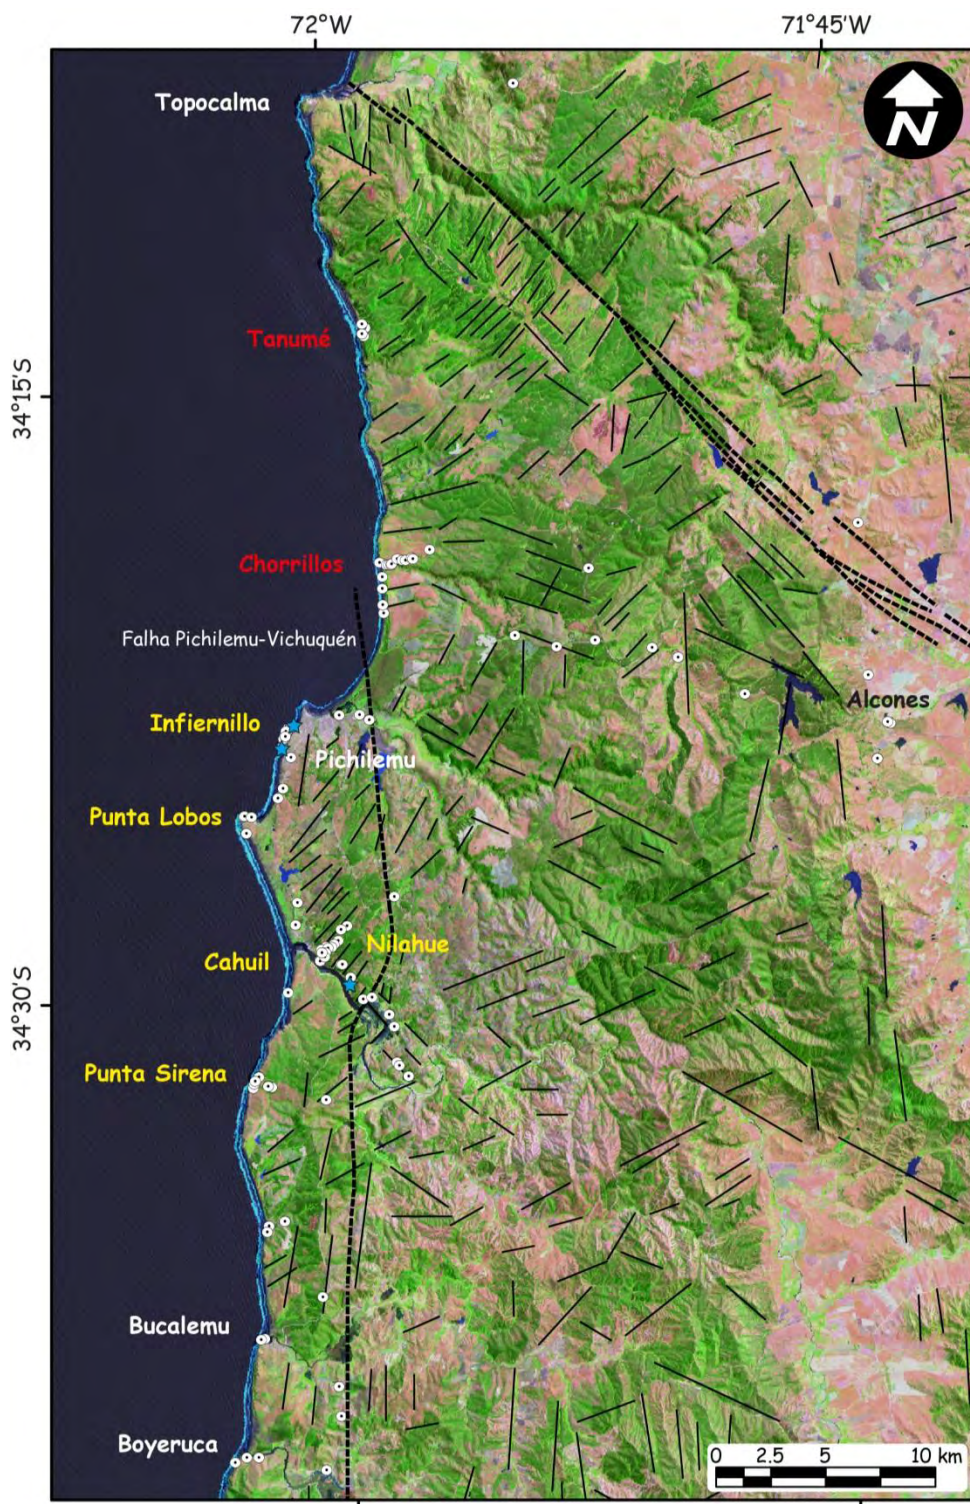 72°W
71°45'W
Topocalma
N
Tanumé
34°15'S
Chorrillos
Falha Pichilemu-Vichuquén
Alcones
Infiernillo
Pichilemu
Punta Lobos
Nilahue
Cahuil
34°30'S
Punta Sirena
Bucalemu
Boyeruca
0 2.5 5 10 km